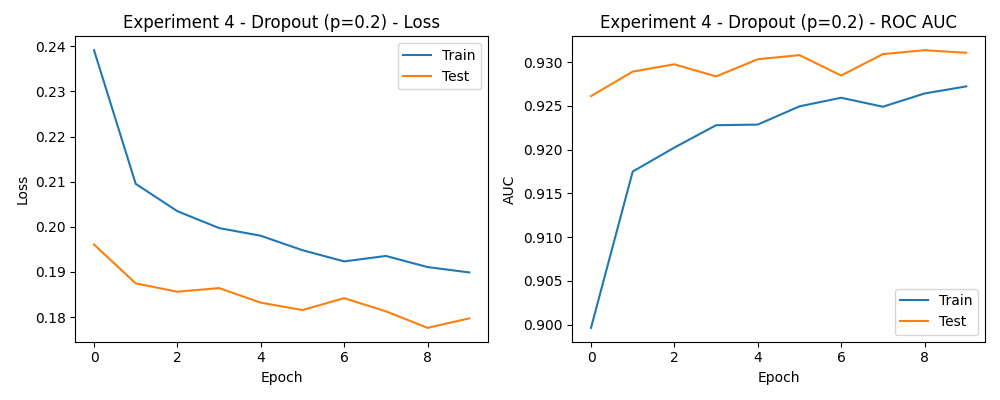 Experiment 4 - Dropout (p=0.2) - Loss
0.24
0.23
0.22
0.21
0.20
0.19
0.18
Loss
0 2 4 6 8
Epoch
Train
Test
Experiment 4 - Dropout (p=0.2) - ROC AUC
0.930
0.925
0.920
0.915
0.910
0.905
0.900
AUC
0 2 4 6 8
Epoch
Train
Test